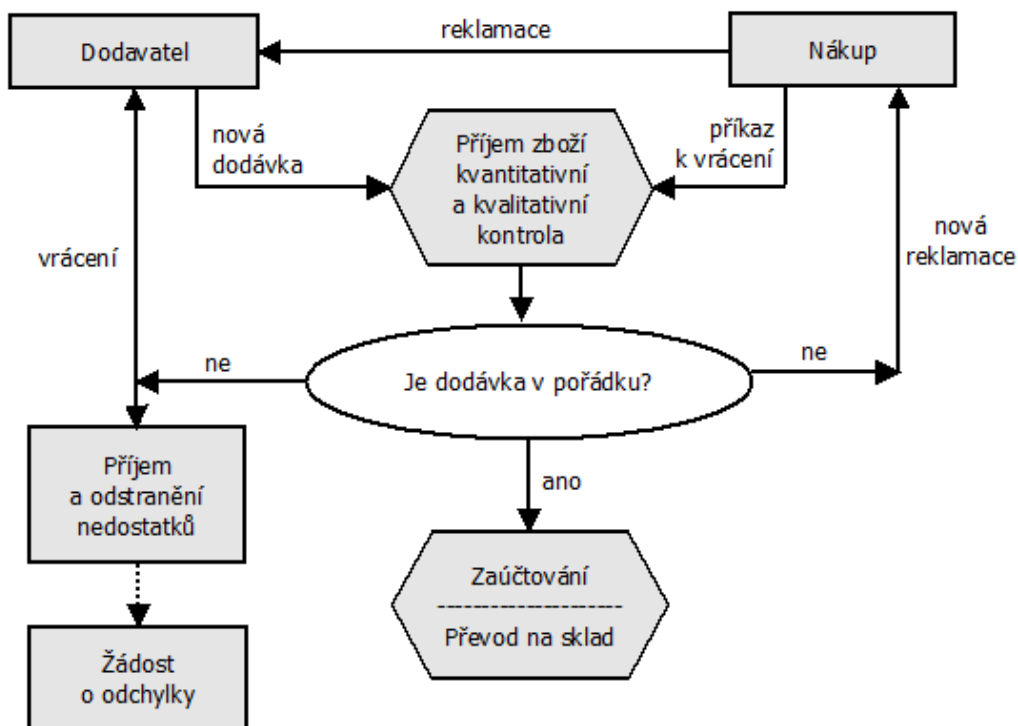 reklamace
Dodavatel
Nákup
nová
dodávka
Příjem zboží
kvantitativní
a kvalitativní
kontrola
příkaz
k vrácení
vrácení
nová
reklamace
ne
Je dodávka v pořádku?
ne
Příjem
a odstranění
nedostatků
ano
Zaúčtování
----------------------
Převod na sklad
Žádost
o odchylky